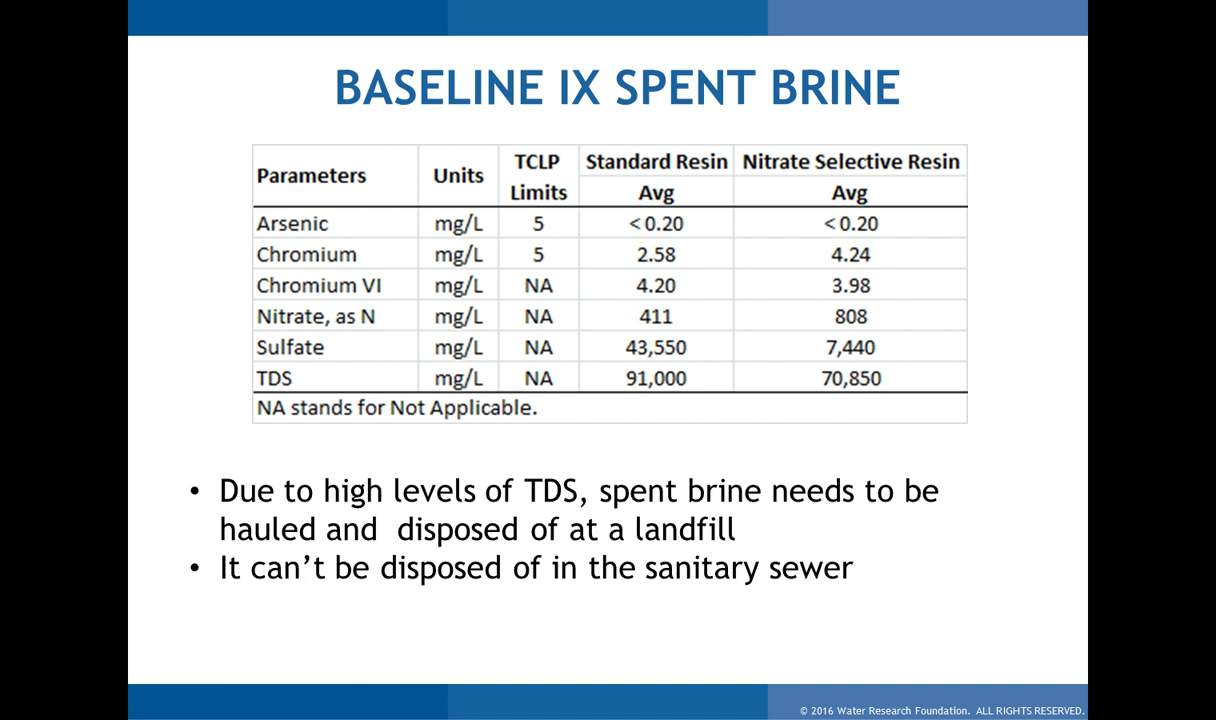 BASELINE IX SPENT BRINE
Parameters Units TCLP Limits Standard Resin Nitrate Selective Resin
Avg Avg
Arsenic mg/L 5 <0.20 <0.20
Chromium mg/L 5 2.58 4.24
Chromium VI mg/L NA 4.20 3.98
Nitrate, as N mg/L NA 411 808
Sulfate mg/L NA 43,550 7,440
TDS mg/L NA 91,000 70,850
NA stands for Not Applicable.
• Due to high levels of TDS, spent brine needs to be
hauled and  disposed of at a landfill
• It can't be disposed of in the sanitary sewer
© 2016 Water Research Foundation. ALL RIGHTS RESERVED.